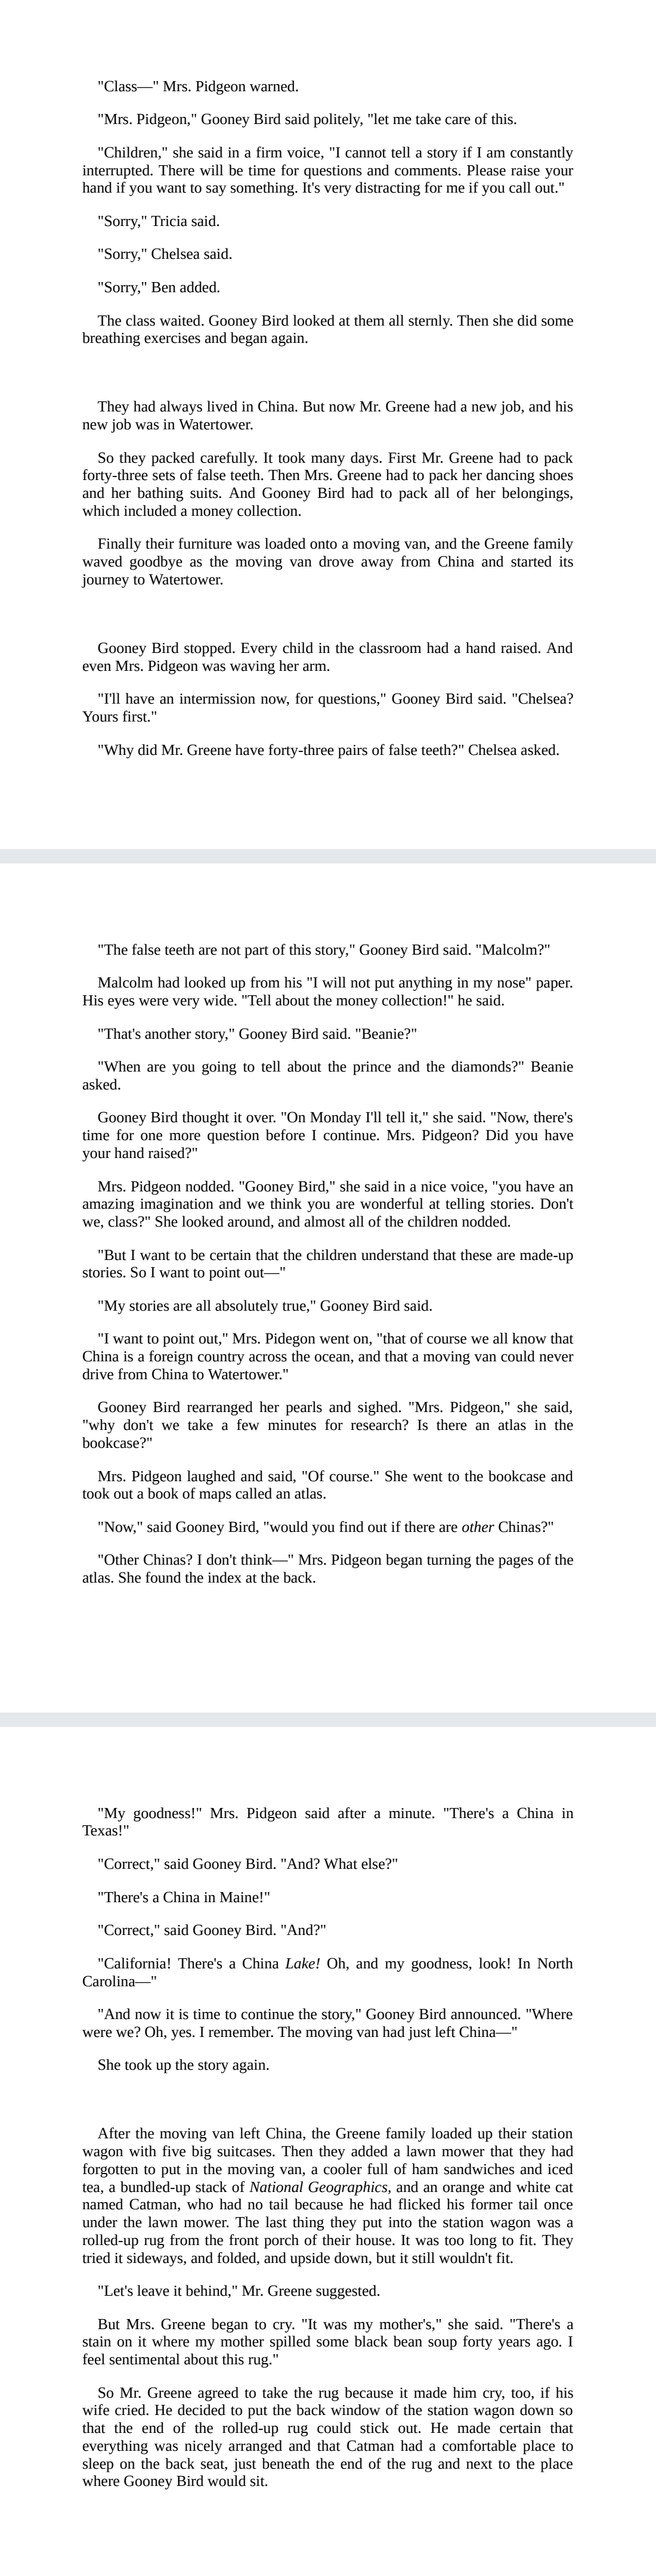 "Class—" Mrs. Pidgeon warned.
"Mrs. Pidgeon," Gooney Bird said politely, "let me take care of this.
"Children," she said in a firm voice, "I cannot tell a story if I am constantly
interrupted. There will be time for questions and comments. Please raise your
hand if you want to say something. It's very distracting for me if you call out."
"Sorry," Tricia said.
"Sorry," Chelsea said.
"Sorry," Ben added.
The class waited. Gooney Bird looked at them all sternly. Then she did some
breathing exercises and began again.
They had always lived in China. But now Mr. Greene had a new job, and his
new job was in Watertower.
So they packed carefully. It took many days. First Mr. Greene had to pack
forty-three sets of false teeth. Then Mrs. Greene had to pack her dancing shoes
and her bathing suits. And Gooney Bird had to pack all of her belongings,
which included a money collection.
Finally their furniture was loaded onto a moving van, and the Greene family
waved goodbye as the moving van drove away from China and started its
journey to Watertower.
Gooney Bird stopped. Every child in the classroom had a hand raised. And
even Mrs. Pidgeon was waving her arm.
"I'll have an intermission now, for questions," Gooney Bird said. "Chelsea?
Yours first."
"Why did Mr. Greene have forty-three pairs of false teeth?" Chelsea asked.
"The false teeth are not part of this story," Gooney Bird said. "Malcolm?"
Malcolm had looked up from his "I will not put anything in my nose" paper.
His eyes were very wide. "Tell about the money collection!" he said.
"That's another story," Gooney Bird said. "Beanie?"
"When are you going to tell about the prince and the diamonds?" Beanie
asked.
Gooney Bird thought it over. "On Monday I'll tell it," she said. "Now, there's
time for one more question before I continue. Mrs. Pidgeon? Did you have
your hand raised?"
Mrs. Pidgeon nodded. "Gooney Bird," she said in a nice voice, "you have an
amazing imagination and we think you are wonderful at telling stories. Don't
we, class?" She looked around, and almost all of the children nodded.
"But I want to be certain that the children understand that these are made-up
stories. So I want to point out—"
"My stories are all absolutely true," Gooney Bird said.
"I want to point out," Mrs. Pidegon went on, "that of course we all know that
China is a foreign country across the ocean, and that a moving van could never
drive from China to Watertower."
Gooney Bird rearranged her pearls and sighed. "Mrs. Pidgeon," she said,
"why don't we take a few minutes for research? Is there an atlas in the
bookcase?"
Mrs. Pidgeon laughed and said, "Of course." She went to the bookcase and
took out a book of maps called an atlas.
"Now," said Gooney Bird, "would you find out if there are other Chinas?"
"Other Chinas? I don't think—" Mrs. Pidgeon began turning the pages of the
atlas. She found the index at the back.
"My goodness!" Mrs. Pidgeon said after a minute. "There's a China in
Texas!"
"Correct," said Gooney Bird. "And? What else?"
"There's a China in Maine!"
"Correct," said Gooney Bird. "And?"
"California! There's a China Lake! Oh, and my goodness, look! In North
Carolina—"
"And now it is time to continue the story," Gooney Bird announced. "Where
were we? Oh, yes. I remember. The moving van had just left China—"
She took up the story again.
After the moving van left China, the Greene family loaded up their station
wagon with five big suitcases. Then they added a lawn mower that they had
forgotten to put in the moving van, a cooler full of ham sandwiches and iced
tea, a bundled-up stack of National Geographics, and an orange and white cat
named Catman, who had no tail because he had flicked his former tail once
under the lawn mower. The last thing they put into the station wagon was a
rolled-up rug from the front porch of their house. It was too long to fit. They
tried it sideways, and folded, and upside down, but it still wouldn't fit.
"Let's leave it behind," Mr. Greene suggested.
But Mrs. Greene began to cry. "It was my mother's," she said. "There's a
stain on it where my mother spilled some black bean soup forty years ago. I
feel sentimental about this rug."
So Mr. Greene agreed to take the rug because it made him cry, too, if his
wife cried. He decided to put the back window of the station wagon down so
that the end of the rolled-up rug could stick out. He made certain that
everything was nicely arranged and that Catman had a comfortable place to
sleep on the back seat, just beneath the end of the rug and next to the place
where Gooney Bird would sit.